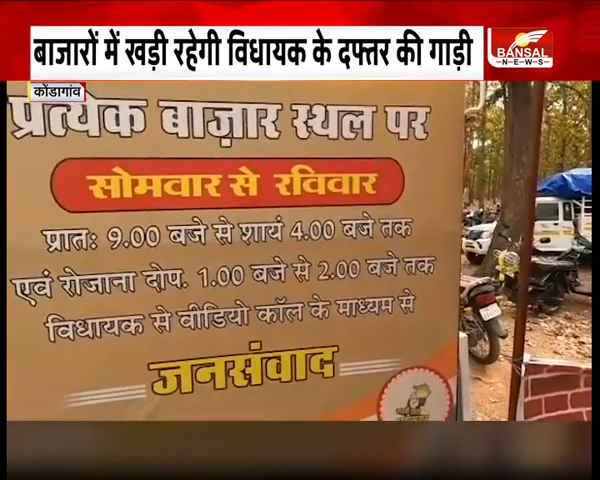 बाजारों में खड़ी रहेगी विधायक के दफ्तर की गाड़ी
BANSAL
NEWS
कोंडागांव
प्रत्येक बाज़ार स्थल पर
सोमवार से रविवार
प्रातः 9.00 बजे से शायं 4.00 बजे तक
एवं रोजाना दोप. 1.00 बजे से 2.00 बजे तक
विधायक से वीडियो कॉल के माध्यम से
जनसंवाद